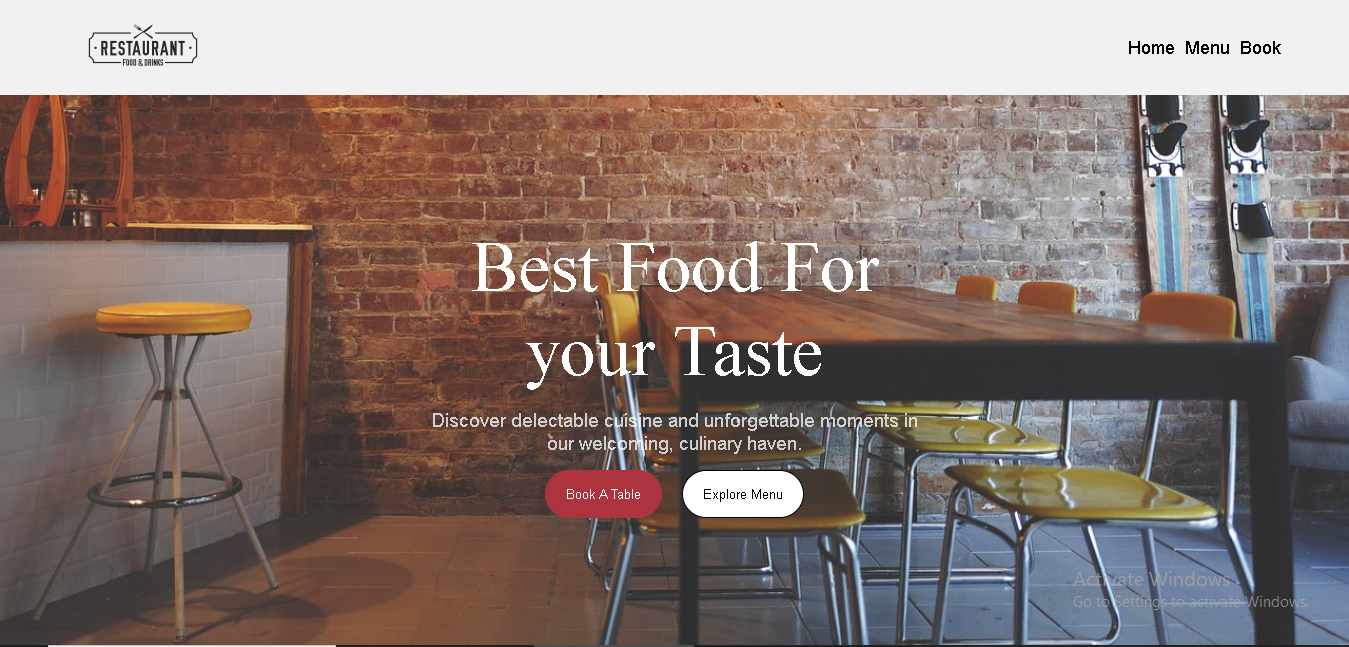 RESTAURANT
FOOD & DRINKS
Home Menu Book
Best Food For
your Taste
Discover delectable cuisine and unforgettable moments in
our welcoming, culinary haven.
Book A Table
Explore Menu
Activate Windows
Go to Settings to activate Windows.